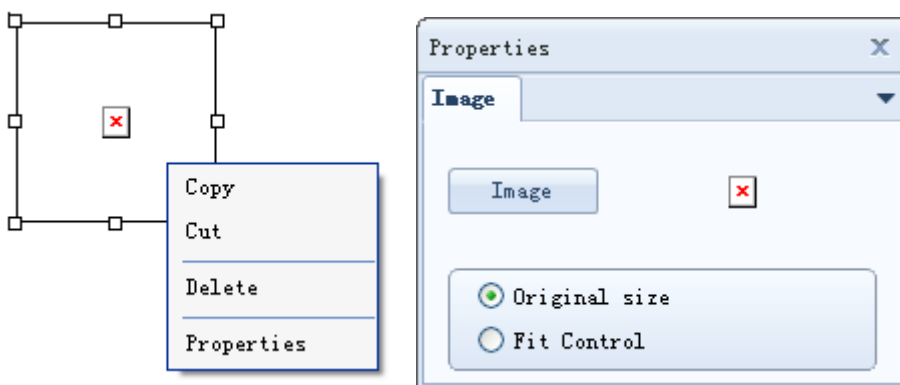 Copy
Cut
Delete
Properties
Properties
Image
Image
Original size
Fit Control